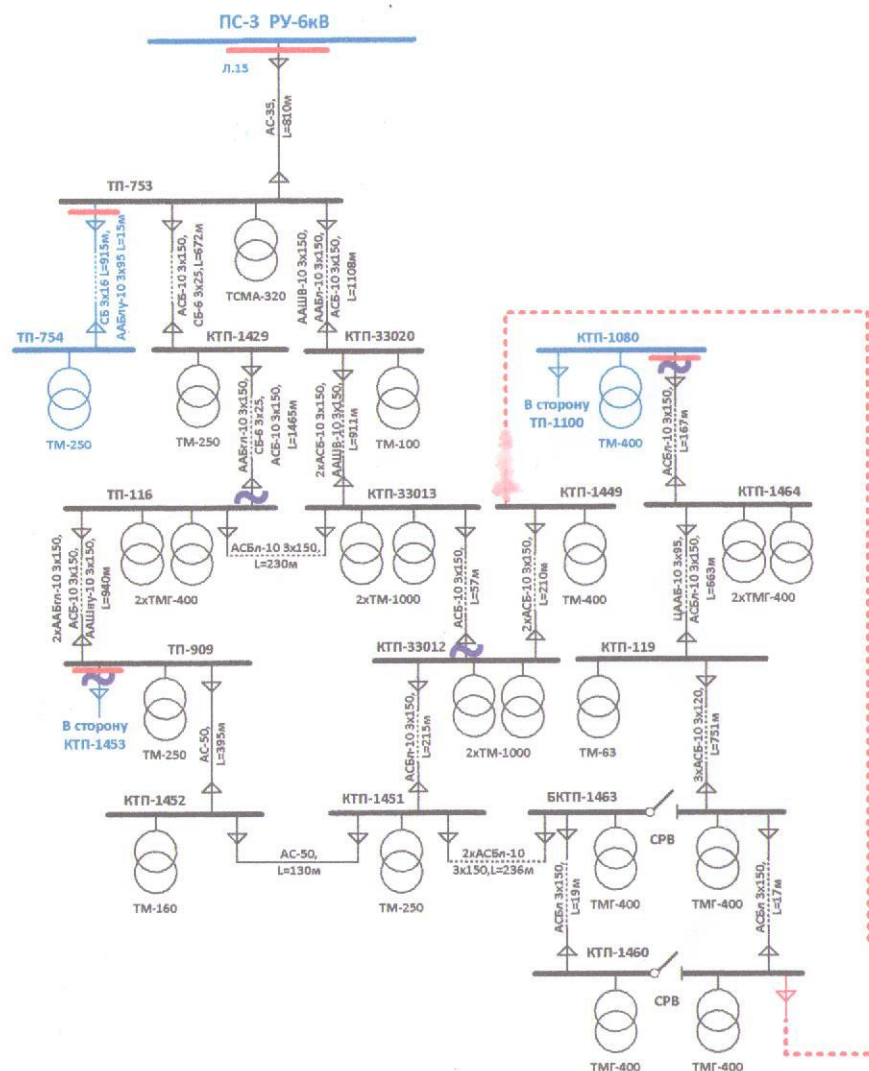 ПС-3 РУ-6кВ
Л.15
АС-35,
L=810м
ТП-753
СБ 3х16 L=915м,
ААБлу-10 3х95 L=15м
АСБ-10 3х150,
СБ-6 3х25,L=672м
ТСМА-320
ААШВ-10 3х150,
ААБл-10 3х150,
АСБ-10 3х150,
L=1108м
ТП-754
ТМ-250
КТП-1429
ТМ-250
КТП-33020
ТМ-100
КТП-1080
В сторону
ТП-1100
ТМ-400
ААБгл-10 3х150,
СБ-6 3х25,
АСБ-10 3х150,
L=1465м
2хАСБ-10 3х150,
ААШВ-10 3х150,
L=911м
АСБл-10 3х150,
L=167м
ТП-116
2хТМГ-400
АСБл-10 3х150,
L=230м
КТП-33013
2хТМ-1000
КТП-1449
ТМ-400
КТП-1464
2хТМГ-400
2хААБгл-10 3х150,
АСБ-10 3х150,
ААШну-10 3х150,
L=940м
АСБ-10 3х150,
L=57м
2хАСБ-10 3х150,
L=210м
ЦААБ-10 3х95,
АСБл-10 3х150,
L=663м
ТП-909
В сторону
КТП-1453
ТМ-250
КТП-33012
2хТМ-1000
КТП-119
ТМ-63
АС-50,
L=395м
АСБл-10 3х150,
L=215м
3хАСБ-10 3х120,
L=751м
КТП-1452
ТМ-160
АС-50,
L=130м
КТП-1451
ТМ-250
2хАСБл-10
3х150,L=236м
БКТП-1463
СРВ
ТМГ-400
ТМГ-400
АСБл 3х150,
L=19м
АСБл 3х150,
L=17м
КТП-1460
СРВ
ТМГ-400
ТМГ-400